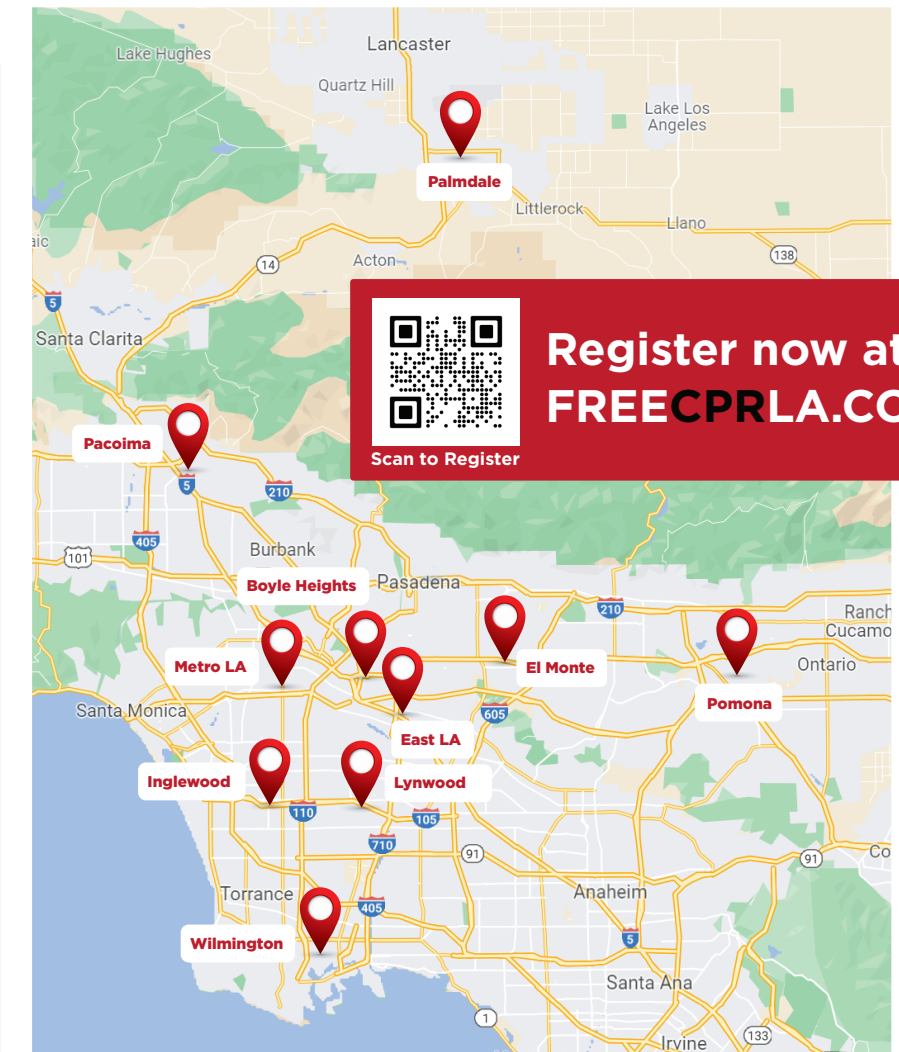 Lancaster
Lake Hughes
Quartz Hill
Lake Los
Angeles
Palmdale
Littlerock
Llano
aic
14
Acton
138
5
Santa Clarita
Register now at
FREECPRLA.CO
Scan to Register
Pacoima
5
210
405
101
Burbank
Boyle Heights
Pasadena
210
Ranch
Cucamo
Metro LA
El Monte
Ontario
Pomona
Santa Monica
605
East LA
Inglewood
Lynwood
110
105
710
91
91
Co
Torrance
Anaheim
405
Wilmington
5
Santa Ana
1
133
Irvine